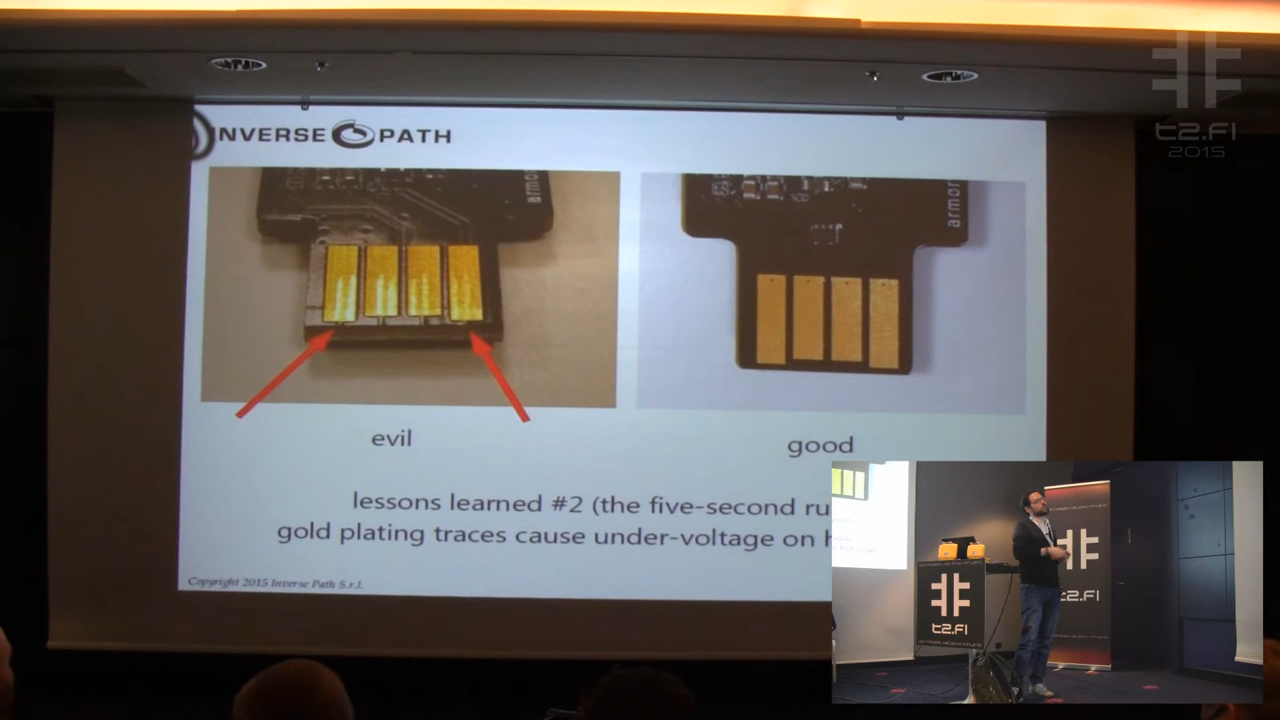 INVERSE PATH
t2.fi
2015
armor
armor
evil
good
lessons learned #2 (the five-second ru
gold plating traces cause under-voltage on h
Copyright 2015 Inverse Path S.r.l.
t2.fi
t2.fi